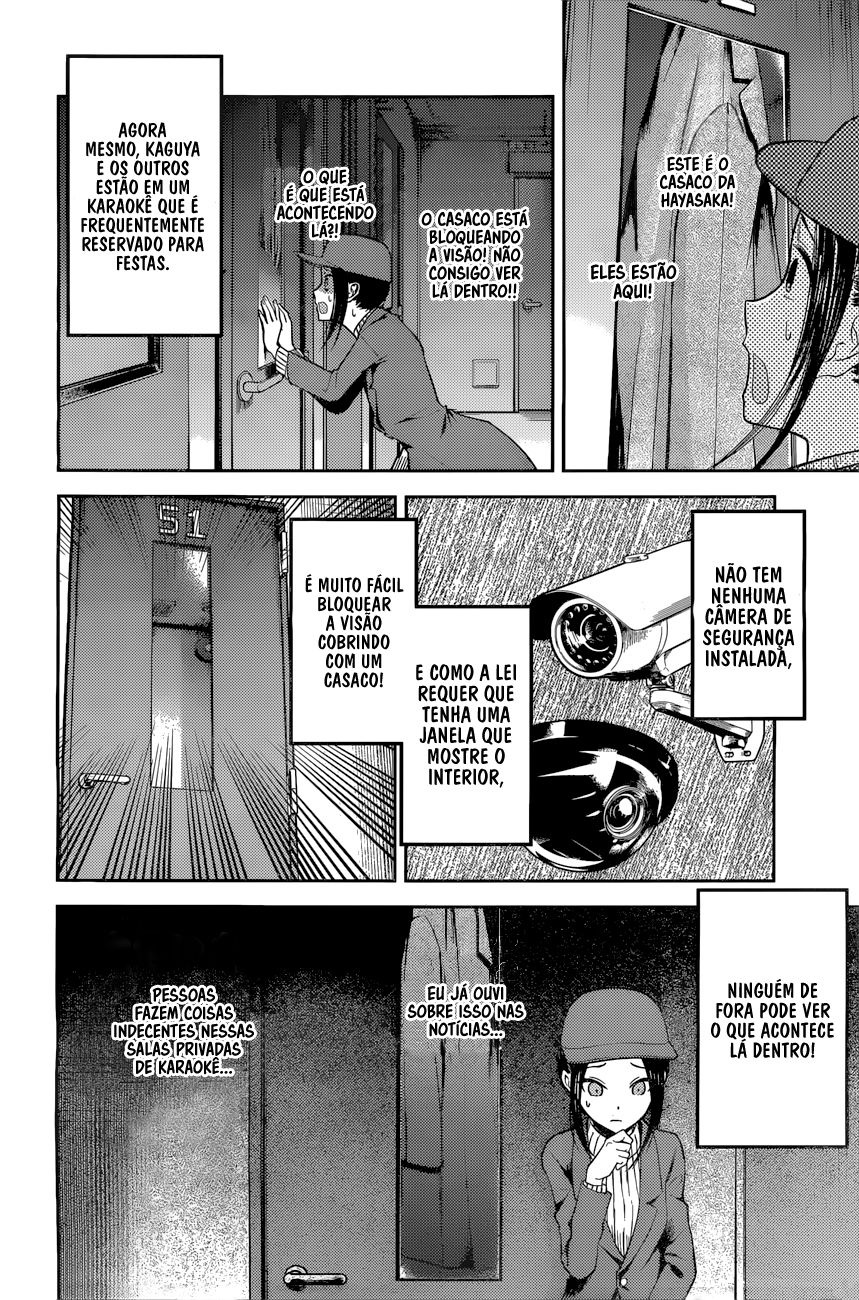 ESTE É O
CASACO DA
HAYASAKA!
ELES ESTÃO
AQUI!
O CASACO ESTÁ
BLOQUEANDO
A VISÃO! NÃO
CONSIGO VER
LÁ DENTRO!!
O QUE
É QUE ESTÁ
ACONTECENDO
LÁ?!
AGORA
MESMO, KAGUYA
E OS OUTROS
ESTÃO EM UM
KARAOKÊ QUE É
FREQUENTEMENTE
RESERVADO PARA
FESTAS.
NÃO TEM
NENHUMA
CÂMERA DE
SEGURANÇA
INSTALADA,
E COMO A LEI
REQUER QUE
TENHA UMA
JANELA QUE
MOSTRE O
INTERIOR,
É MUITO FÁCIL
BLOQUEAR
A VISÃO
COBRINDO
COM UM
CASACO!
51
NINGUÉM DE
FORA PODE VER
O QUE ACONTECE
LÁ DENTRO!
EU JÁ OUVI
SOBRE ISSO NAS
NOTÍCIAS...
PESSOAS
FAZEM COISAS
INDECENTES NESSAS
SALAS PRIVADAS
DE KARAOKÊ...